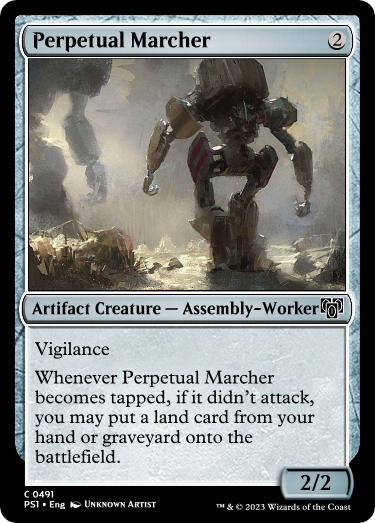 Perpetual Marcher 2
Artifact Creature — Assembly-Worker
Vigilance
Whenever Perpetual Marcher
becomes tapped, if it didn't attack,
you may put a land card from your
hand or graveyard onto the
battlefield.
2/2
C 0491
PS1 • Eng Unknown Artist
™ & © 2023 Wizards of the Coast